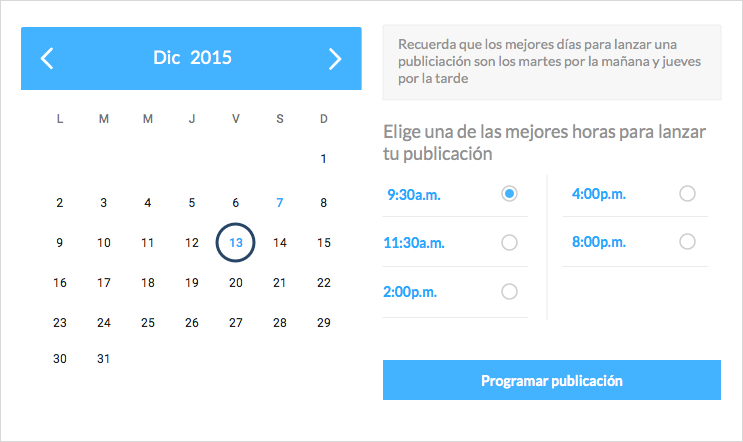 Dic 2015
L M M J V S D
1
2 3 4 5 6 7 8
9 10 11 12 13 14 15
16 17 18 19 20 21 22
23 24 25 26 27 28 29
30 31
Recuerda que los mejores días para lanzar una
publiciación son los martes por la mañana y jueves
por la tarde
Elige una de las mejores horas para lanzar
tu publicación
9:30a.m.
11:30a.m.
2:00p.m.
4:00p.m.
8:00p.m.
Programar publicación